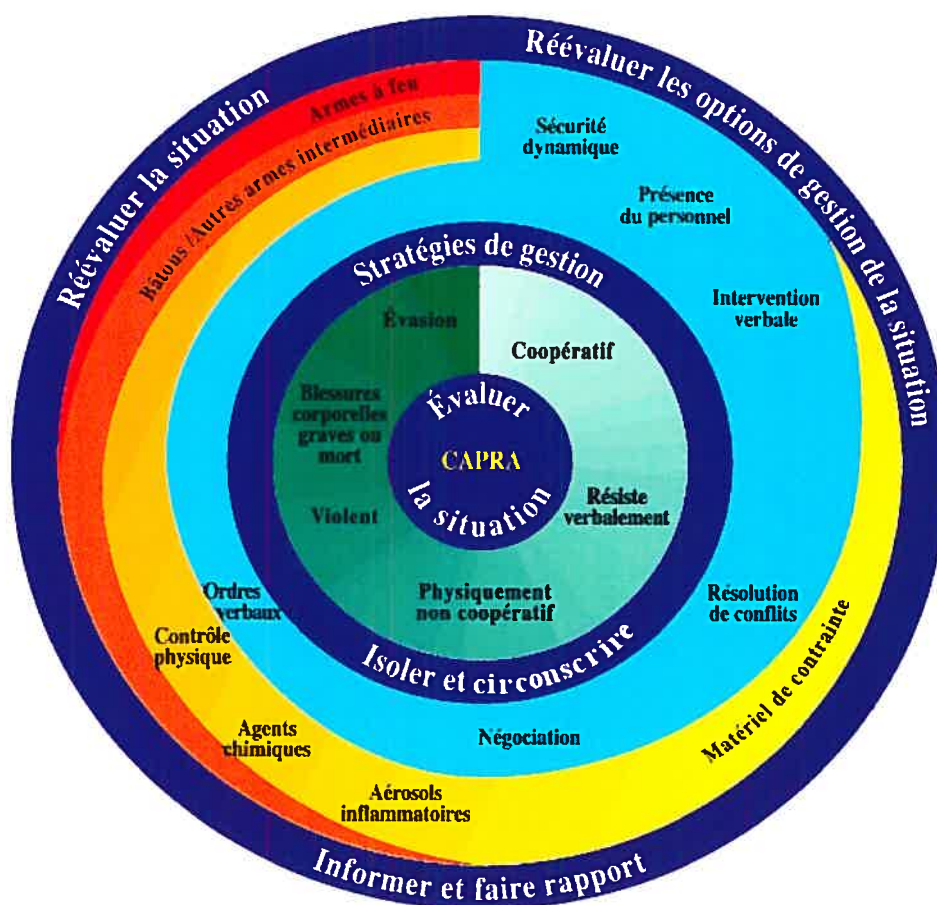 Réévaluer la situation
Réévaluer les options de gestion de la situation
Armes à feu
Bâtous /Autres armes intermédiaires
Sécurité
dynamique
Présence
du personnel
Intervention
verbale
Résolution
de conflits
Matériel de contrainte
Négociation
Aérosols
inflammatoires
Agents
chimiques
Contrôle
physique
Ordres
verbaux
Stratégies de gestion
Isoler et circonscrire
Évasion
Coopératif
Blessures
corporelles
graves ou
mort
Résiste
verbalement
Violent
Physiquement
non coopératif
Évaluer
CAPRA
la situation
Informer et faire rapport